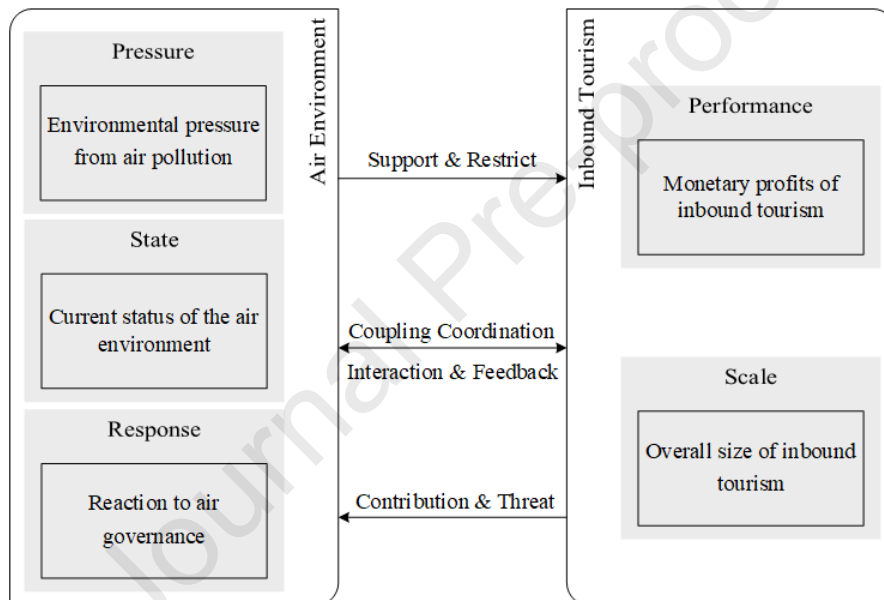 Pressure
Environmental pressure
from air pollution
State
Current status of the air
environment
Response
Reaction to air
governance
Air Environment
Support & Restrict
Coupling Coordination
Interaction & Feedback
Contribution & Threat
Inbound Tourism
Performance
Monetary profits of
inbound tourism
Scale
Overall size of inbound
tourism
Journal Pre-proo